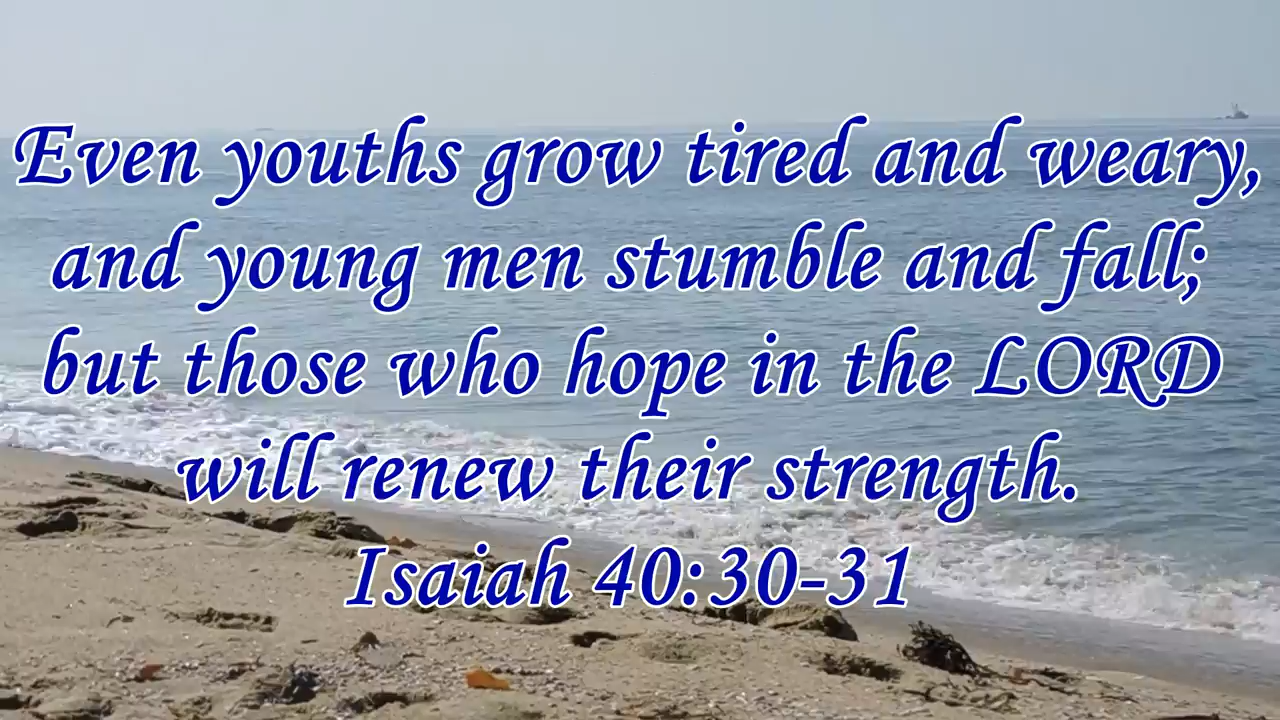 Even youths grow tired and weary,
and young men stumble and fall;
but those who hope in the LORD
will renew their strength.
Isaiah 40:30-31